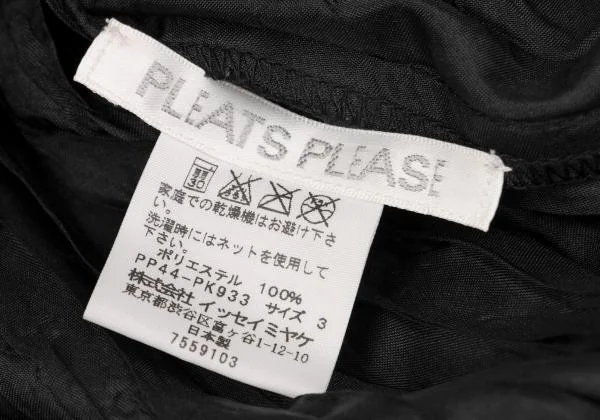 PLEATS PLEASE
家庭での乾燥機はお避け下さ
い。
洗濯時にはネットを使用して
下さい。
ポリエステル 100%
PP44-PK933 サイズ 3
株式会社 イッセイミヤケ
東京都渋谷区富ヶ谷1-12-10
日本製
7559103